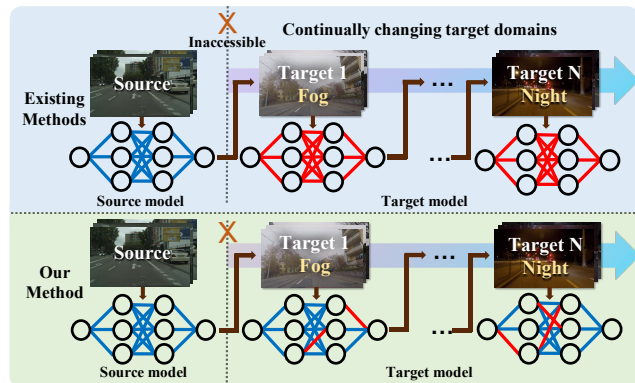 X
Inaccessible
Continually changing target domains
Existing
Methods
Source
Target 1
Fog
...
...
Target N
Night
Source model
Target model
X
Our
Method
Source
Target 1
Fog
...
...
Target N
Night
Source model
Target model